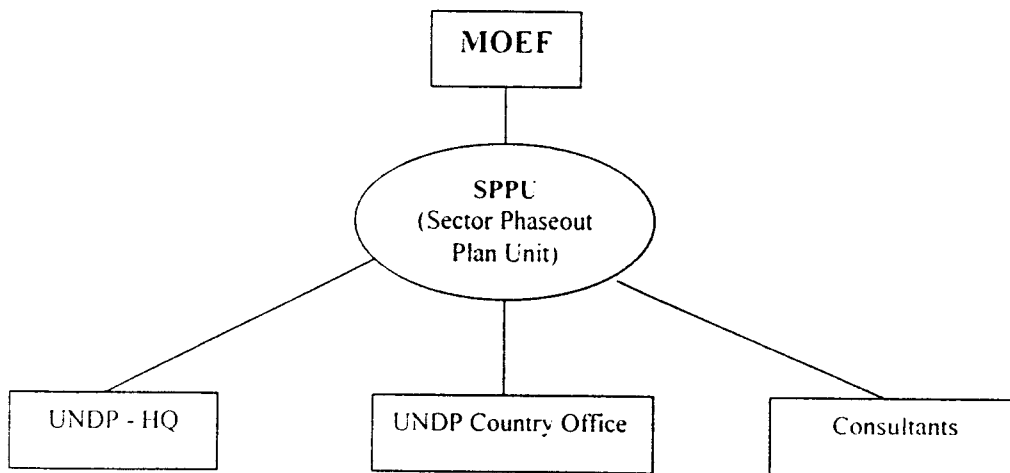 MOEF
SPPU
(Sector Phaseout
Plan Unit)
UNDP - HQ
UNDP Country Office
Consultants